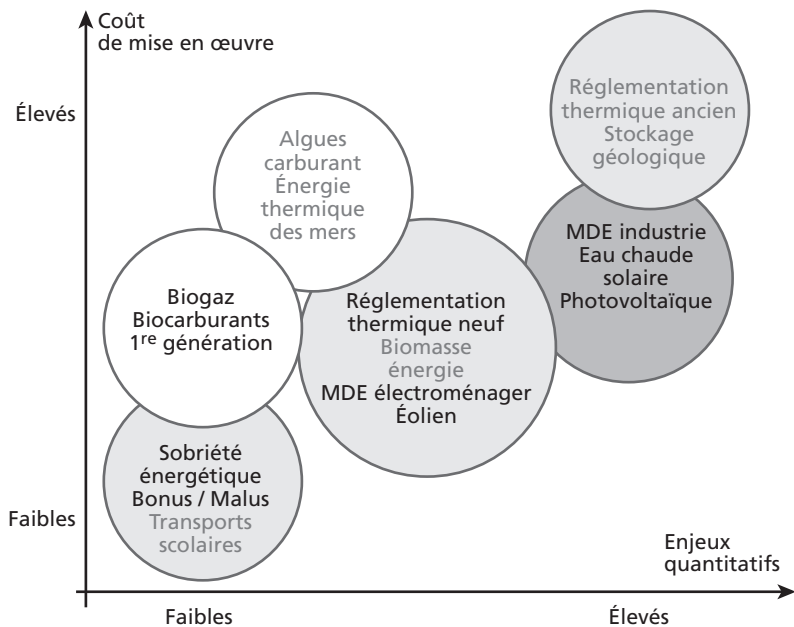 Coût
de mise en œuvre
Élevés
Réglementation
thermique ancien
Stockage
géologique
Algues
carburant
Énergie
thermique
des mers
MDE industrie
Eau chaude
solaire
Photovoltaïque
Biogaz
Biocarburants
1re génération
Réglementation
thermique neuf
Biomasse
énergie
MDE électroménager
Éolien
Sobriété
énergétique
Bonus / Malus
Transports
scolaires
Faibles
Enjeux
quantitatifs
Faibles
Élevés